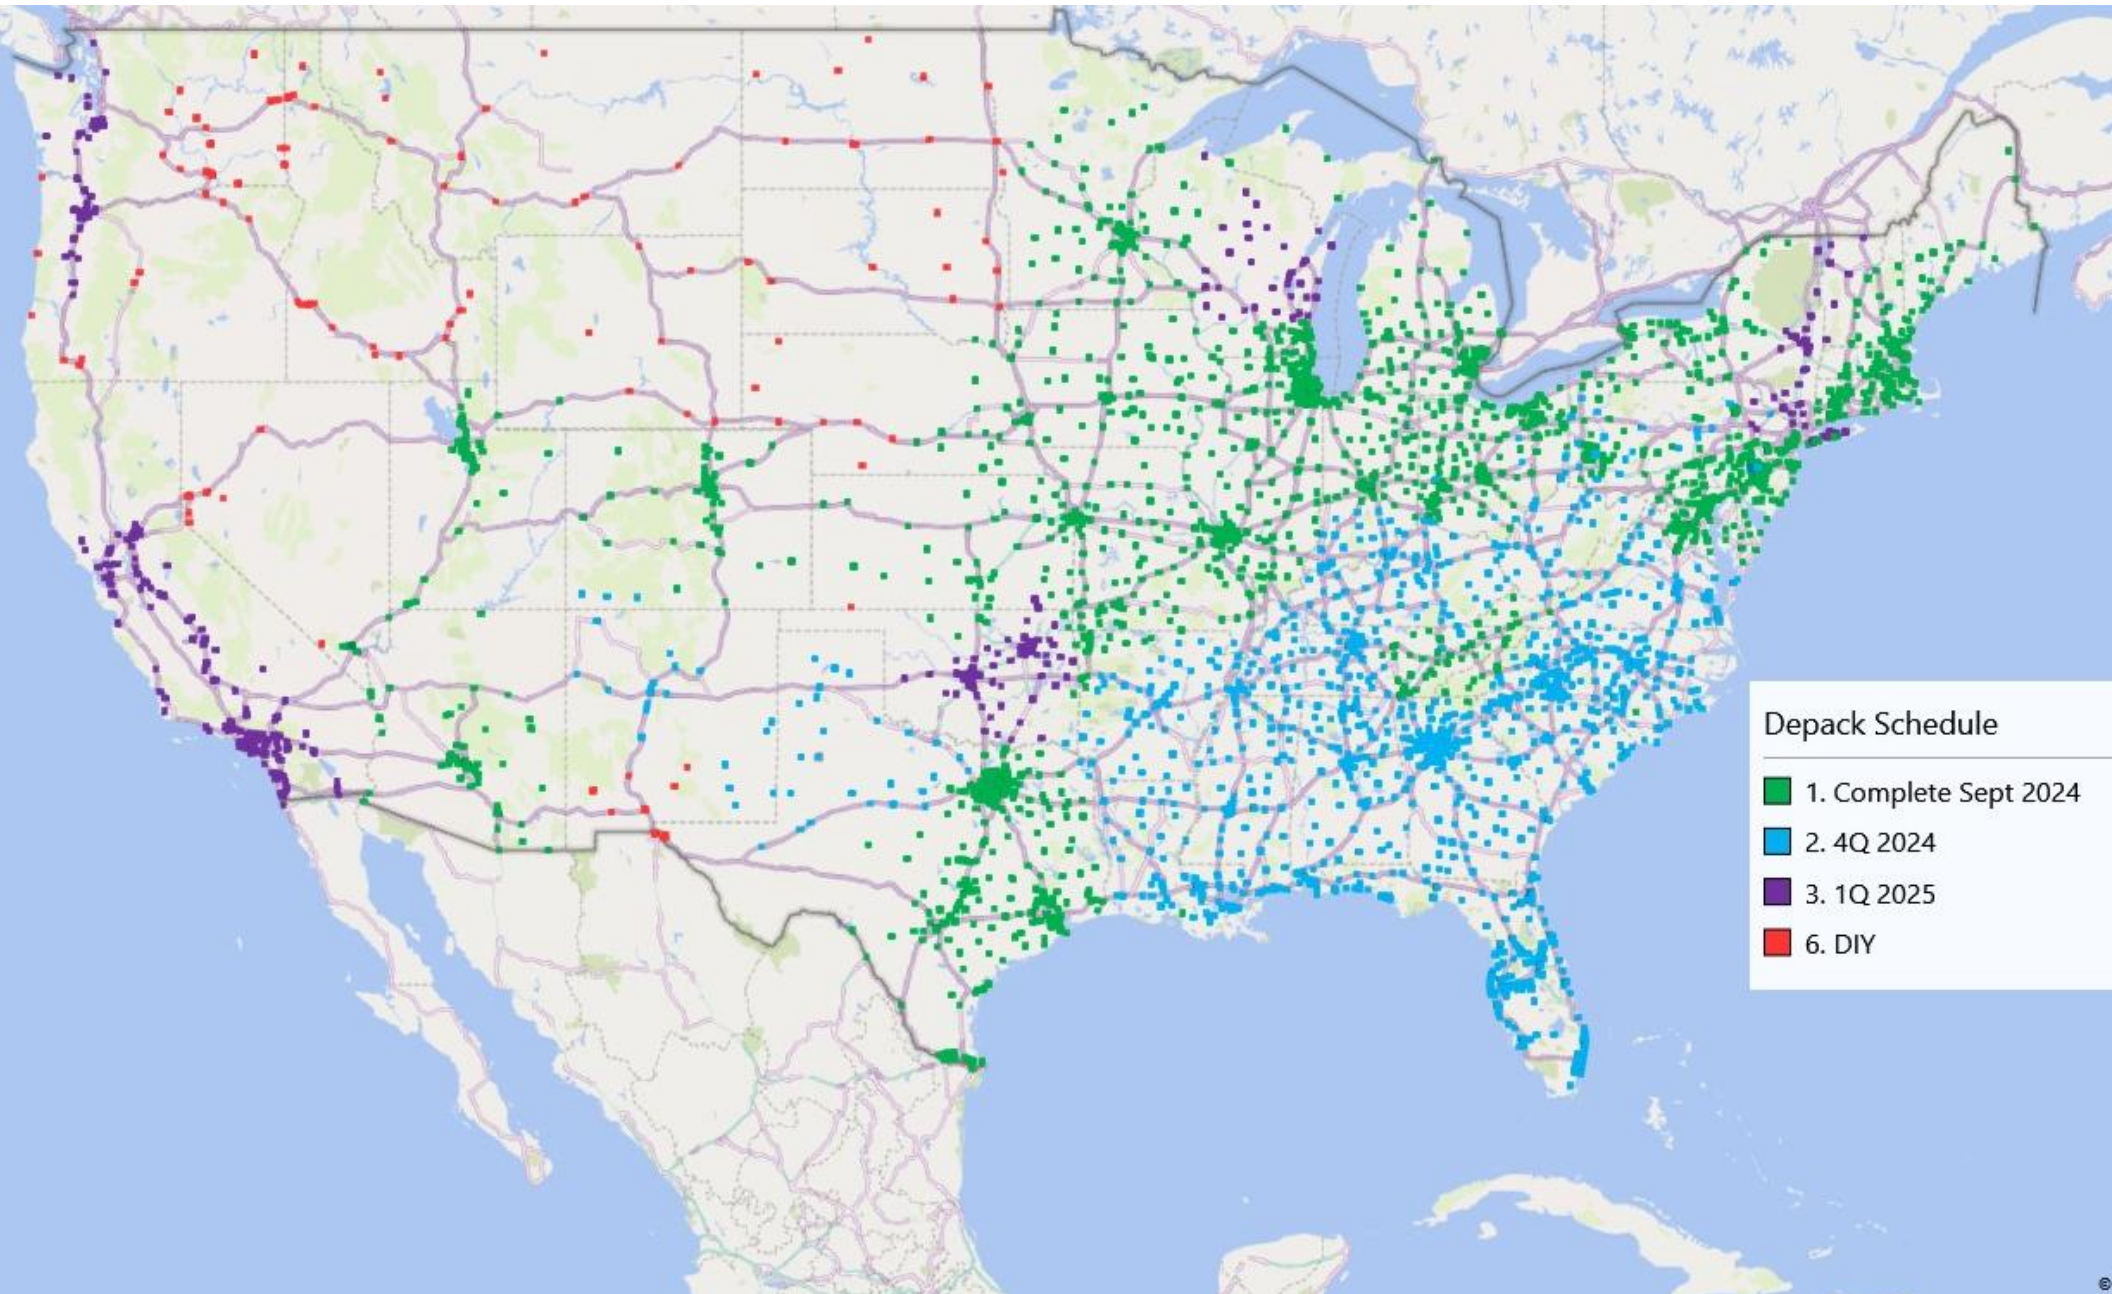 Depack Schedule
1. Complete Sept 2024
2. 4Q 2024
3. 1Q 2025
6. DIY
©